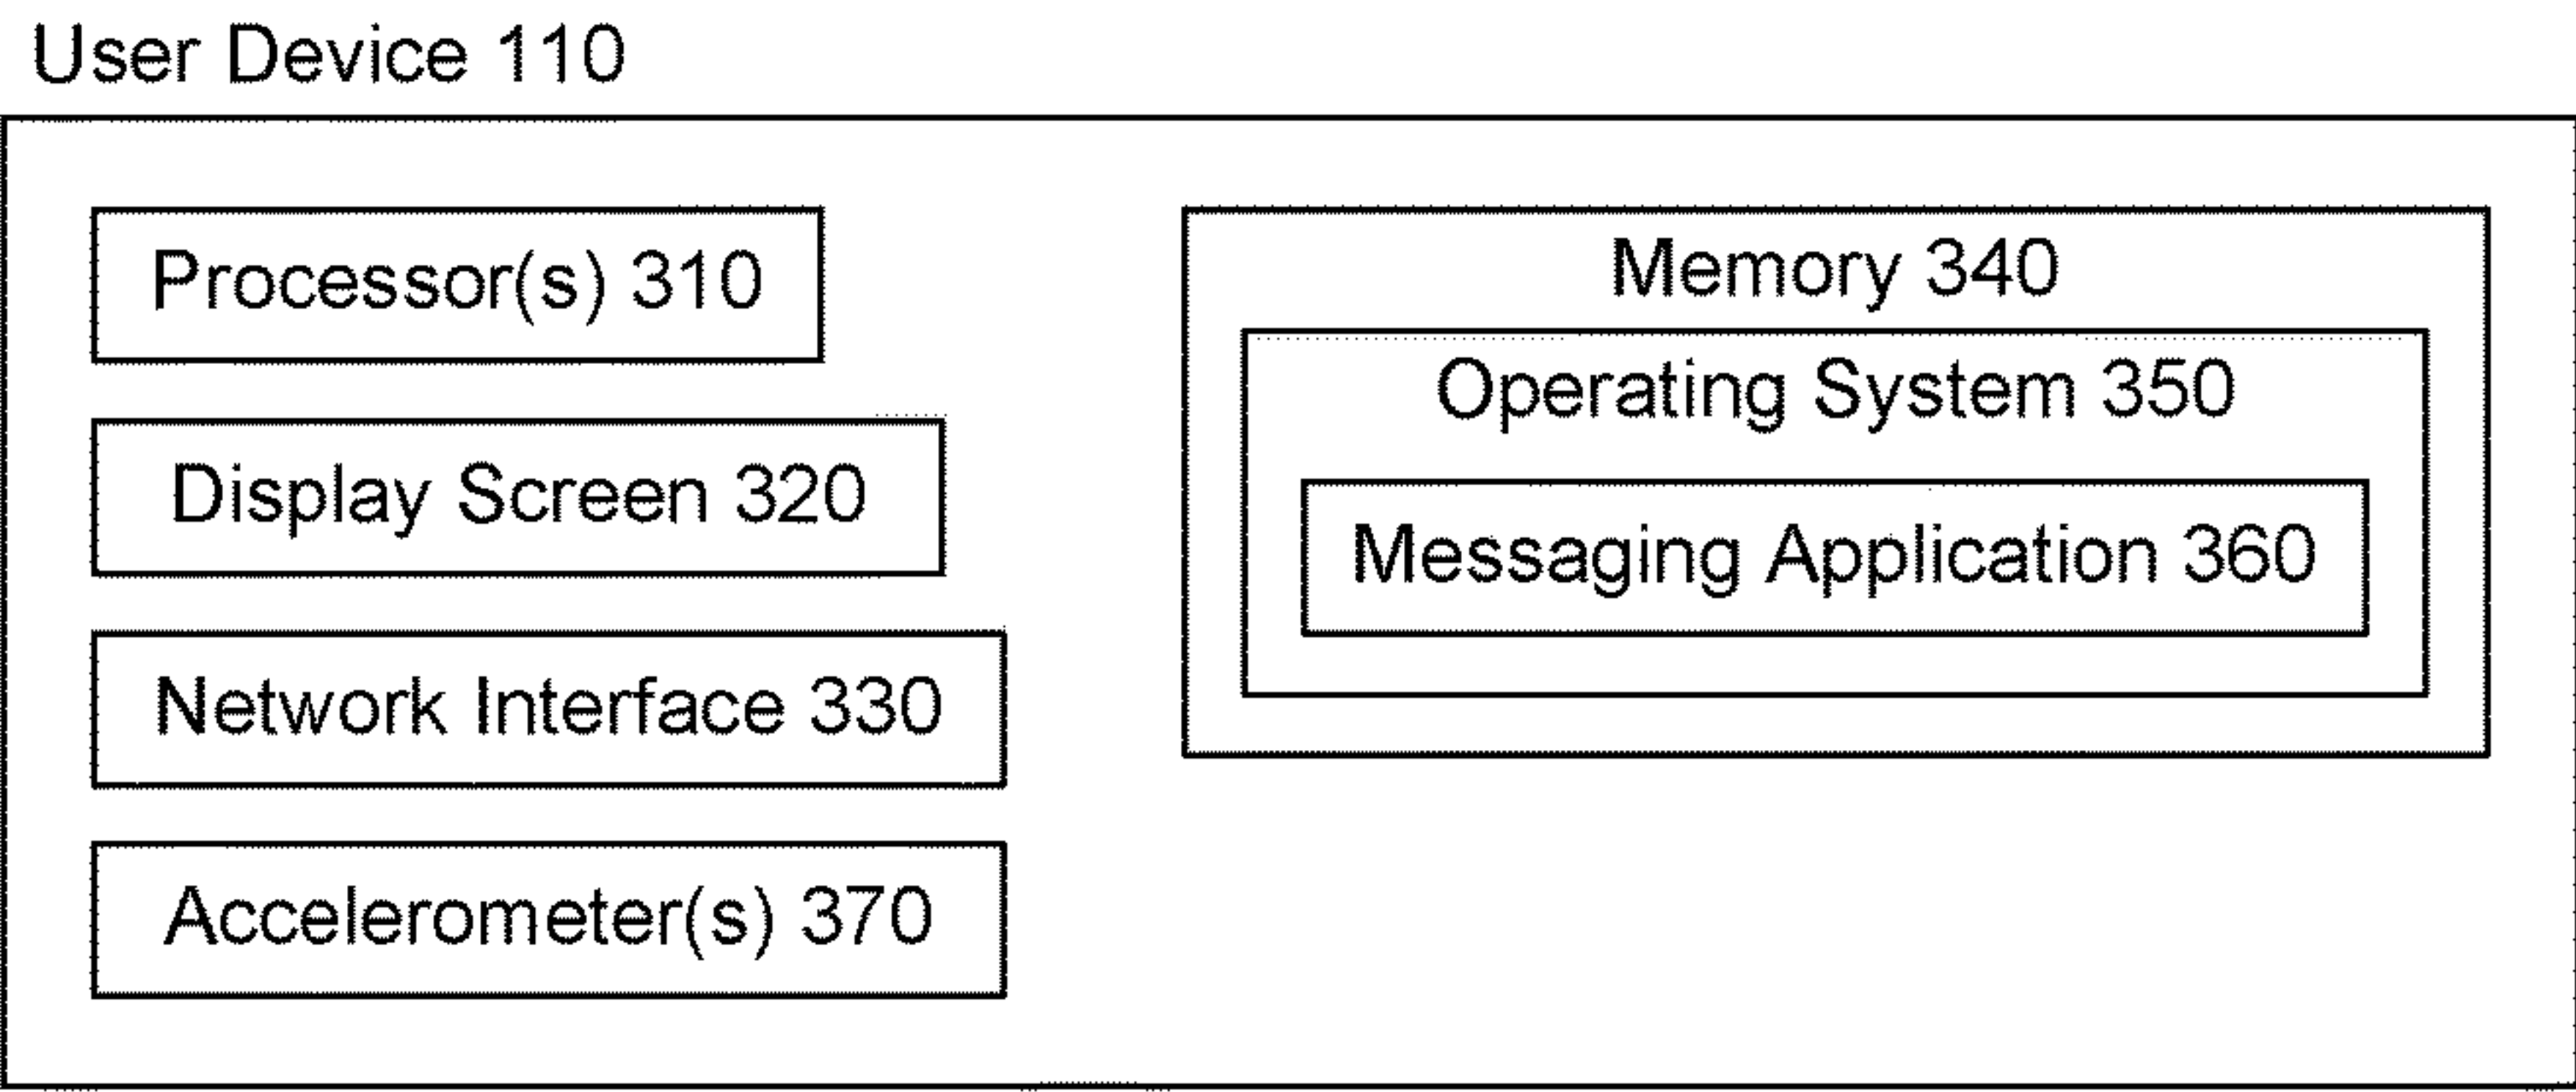 User Device 110
Processor(s) 310
Display Screen 320
Network Interface 330
Accelerometer(s) 370
Memory 340
Operating System 350
Messaging Application 360